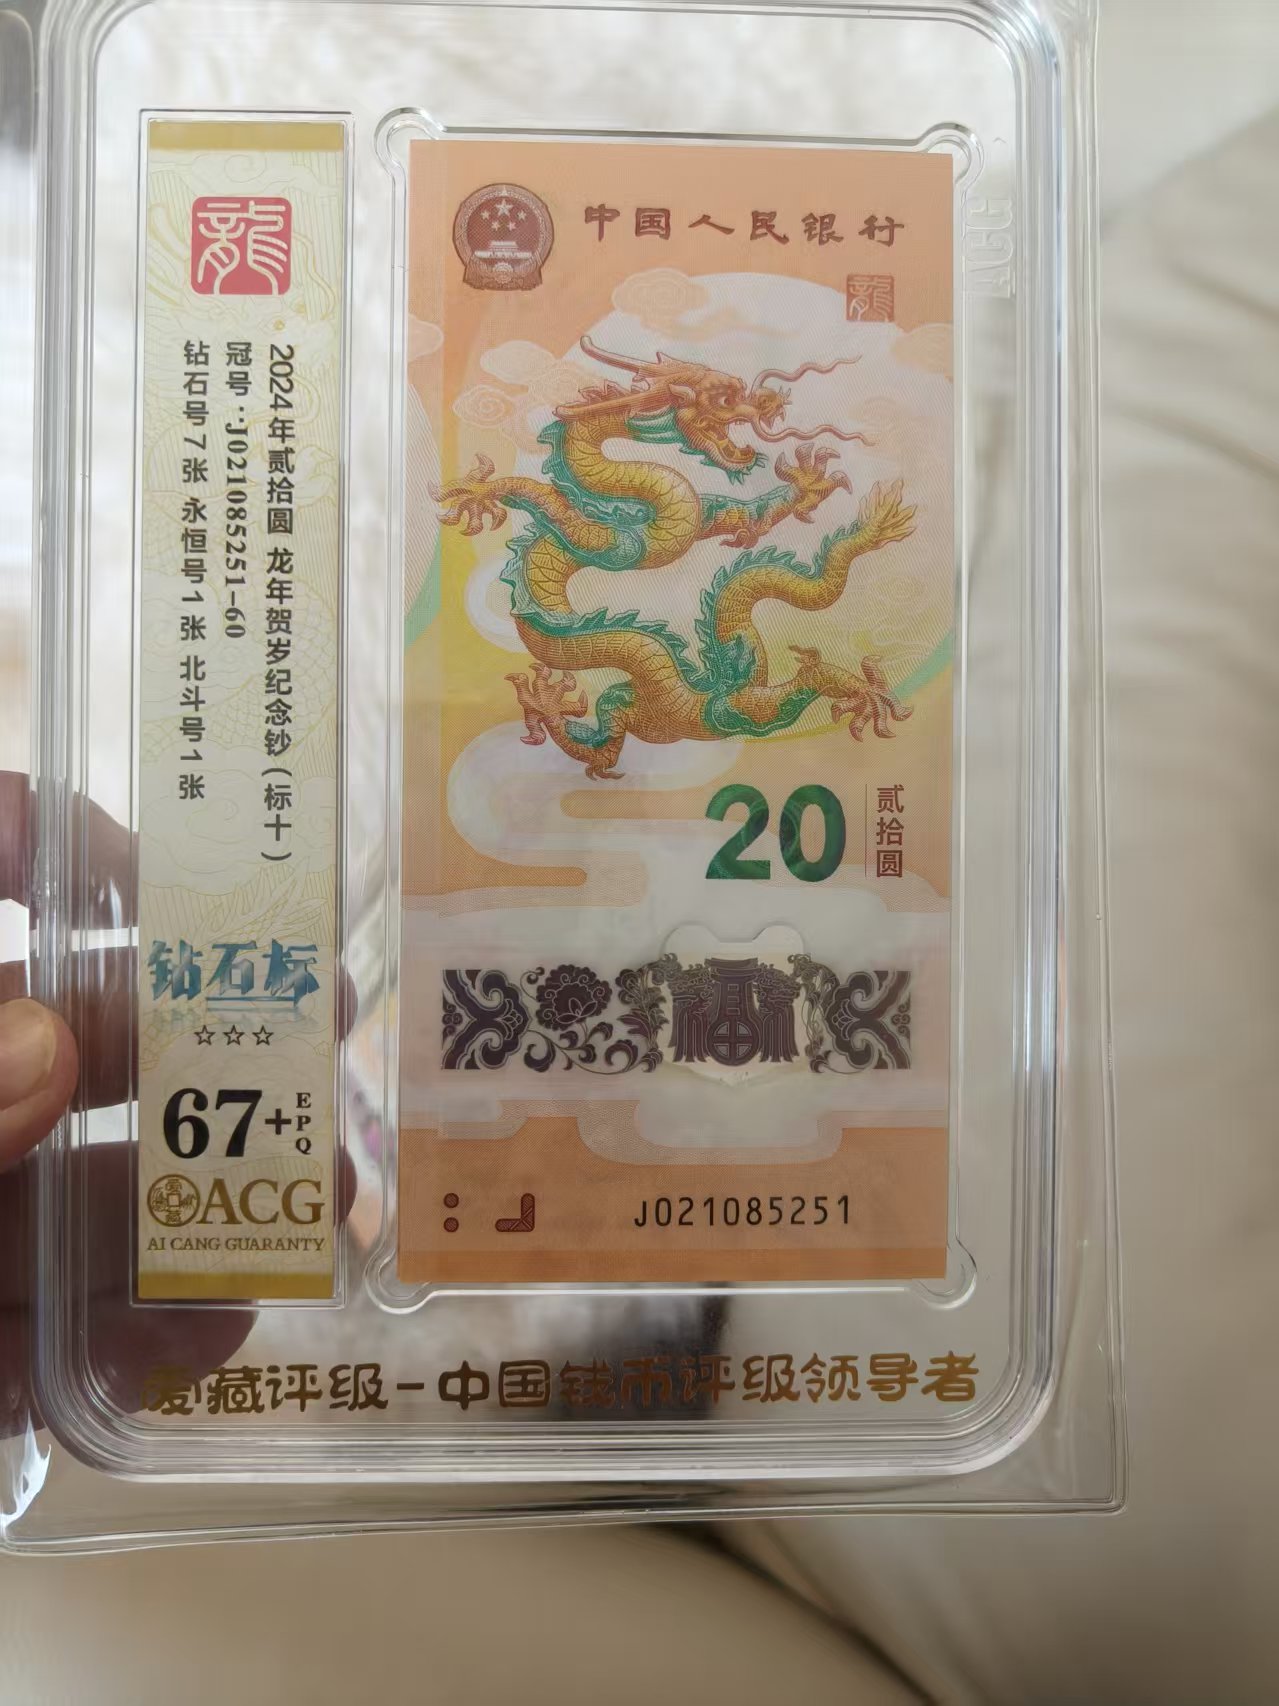 龍
2024年贰拾圆 龙年贺岁纪念钞(标十)
冠号:J021085251-60
钻石号7张 永恒号1张 北斗号1张
钻石标
☆☆☆
67+EPQ
ACG
AI CANG GUARANTY
中国人民银行
龍
20
贰拾圆
福
J021085251
ACG
爱藏评级-中国钱币评级领导者